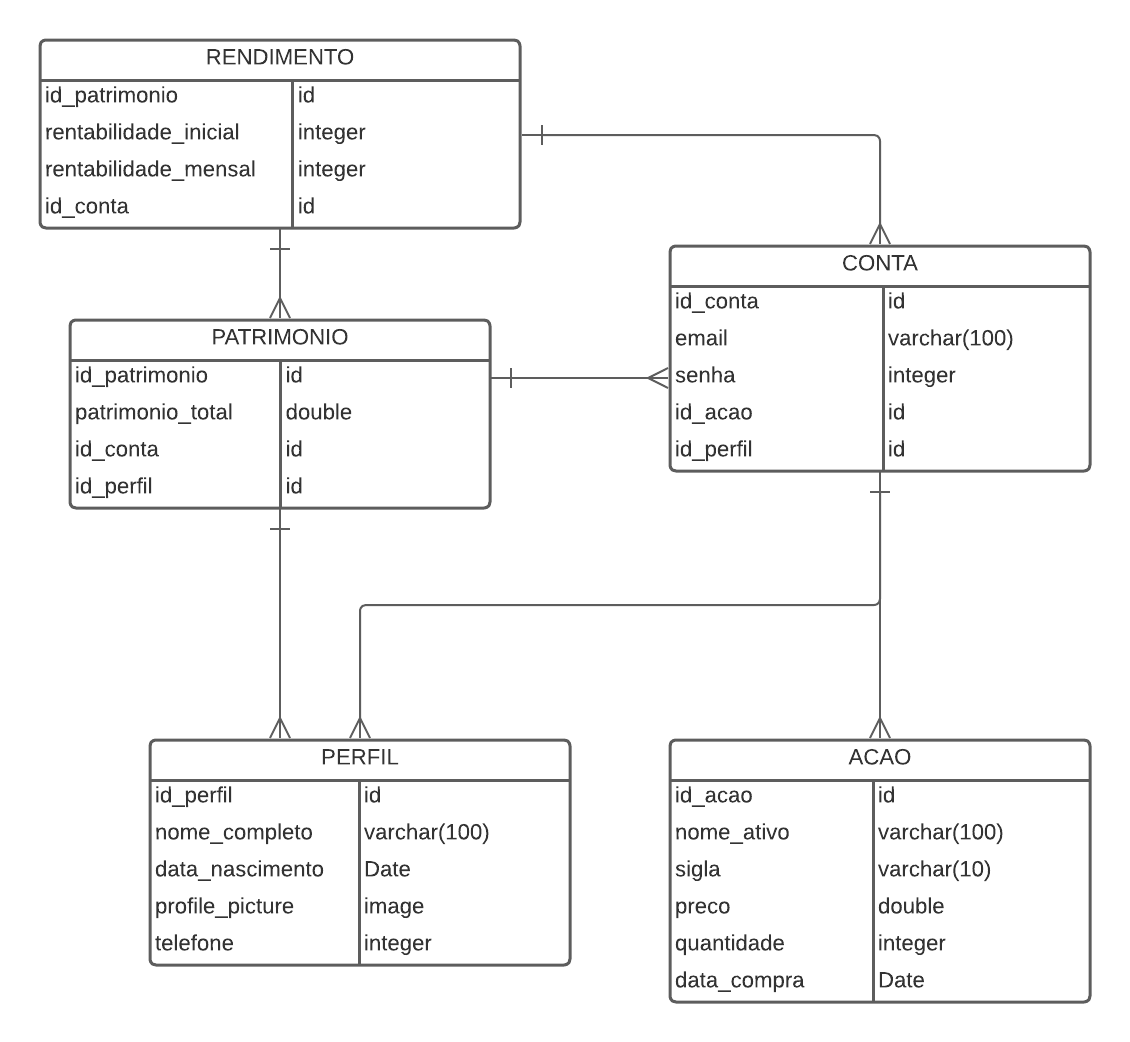 RENDIMENTO
id_patrimonio id
rentabilidade_inicial integer
rentabilidade_mensal integer
id_conta id
PATRIMONIO
id_patrimonio id
patrimonio_total double
id_conta id
id_perfil id
CONTA
id_conta id
email varchar(100)
senha integer
id_acao id
id_perfil id
PERFIL
id_perfil id
nome_completo varchar(100)
data_nascimento Date
profile_picture image
telefone integer
ACAO
id_acao id
nome_ativo varchar(100)
sigla varchar(10)
preco double
quantidade integer
data_compra Date